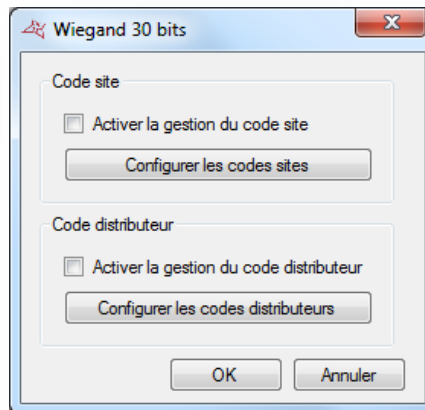 Wiegand 30 bits
Code site
Activer la gestion du code site
Configurer les codes sites
Code distributeur
Activer la gestion du code distributeur
Configurer les codes distributeurs
OK Annuler